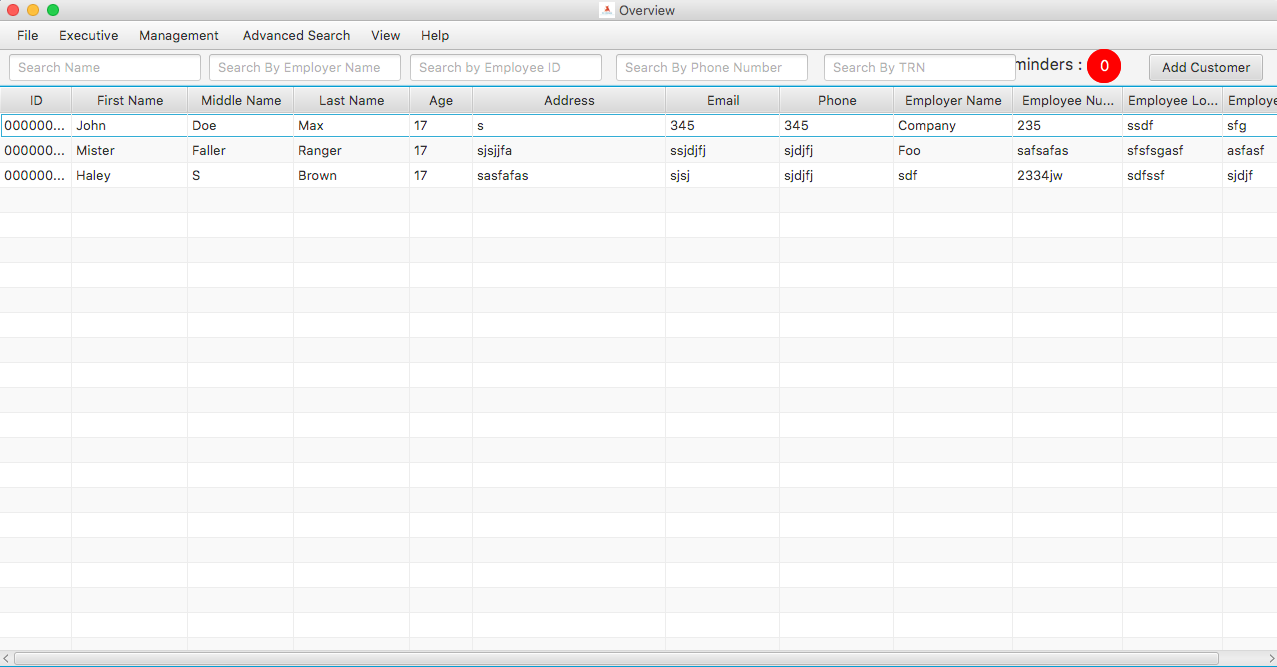 Overview
File Executive Management Advanced Search View Help
Search Name Search By Employer Name Search by Employee ID Search By Phone Number Search By TRN minders : 0 Add Customer
ID First Name Middle Name Last Name Age Address Email Phone Employer Name Employee Nu... Employee Lo... Employe
000000... John Doe Max 17 s 345 345 Company 235 ssdf sfg
000000... Mister Faller Ranger 17 sjsjjfa ssjdjfj sjdjfj Foo safsafas sfsfsgasf asfasf
000000... Haley S Brown 17 sasfafas sjsj sjdjfj sdf 2334jw sdfssf sjdjf